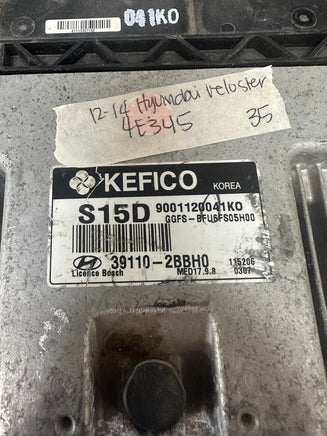 041KO
12-14 Hyundai veloster
4E345 35
KEFICO KOREA
S15D 9001120041KO
GGFS-BFU6FS05H00
39110-2BBH0 115206
Licence Bosch MED17.9.8 0307